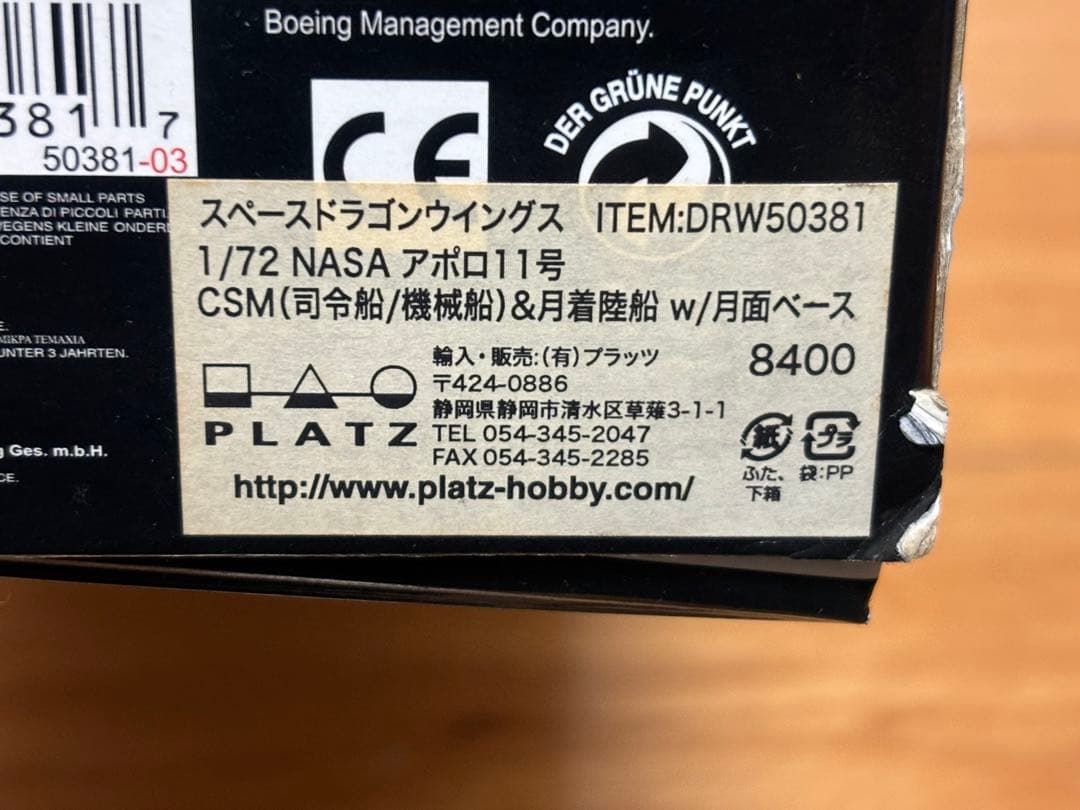 Boeing Management Company.
381 7
50381-03
CE
DER GRÜNE PUNKT
SE OF SMALL PARTS
ENZA DI PICCOLI PARTI.
WEGENS KLEINE ONDER
CONTIENT
スペースドラゴンウイングス ITEM:DRW50381
1/72 NASA アポロ11号
CSM(司令船/機械船)&月着陸船 w/月面ベース
8400
ΜΙΚΡΑ ΤΕΜΑΧΙΑ
UNTER 3 JAHRTEN.
輸入・販売:(有)プラッツ
〒424-0886
静岡県静岡市清水区草薙3-1-1
PLATZ
TEL 054-345-2047
FAX 054-345-2285
紙 プラ
ふた、 袋:PP
下箱
http://www.platz-hobby.com/
g Ges. m.b.H.
CE.